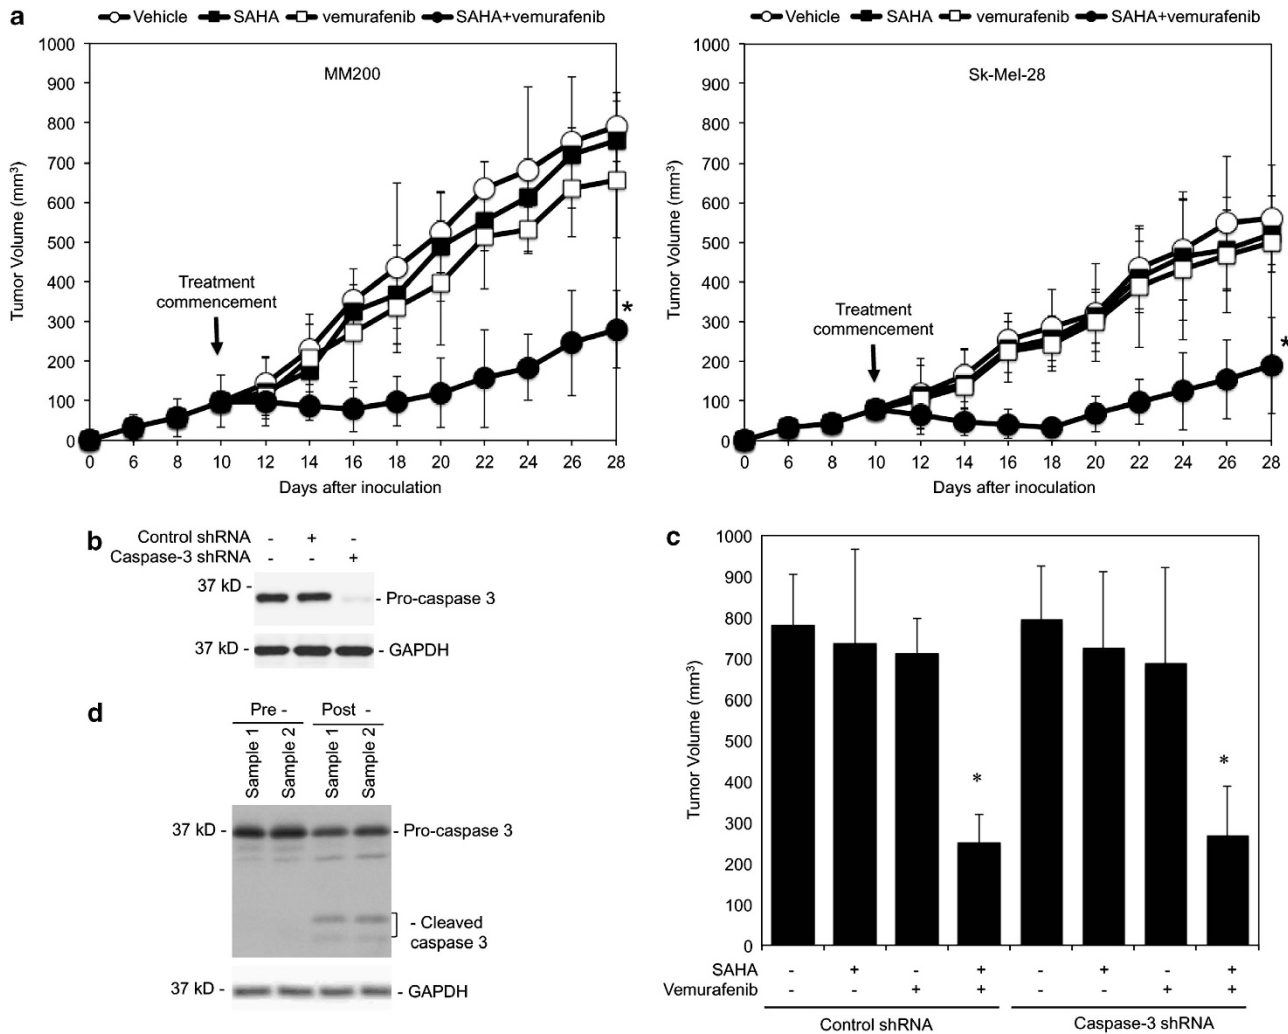 a
Vehicle SAHA vemurafenib SAHA+vemurafenib
MM200
Tumor Volume (mm³)
1000
900
800
700
600
500
400
300
200
100
0
Treatment
commencement
*
0 6 8 10 12 14 16 18 20 22 24 26 28
Days after inoculation
Vehicle SAHA vemurafenib SAHA+vemurafenib
Sk-Mel-28
Tumor Volume (mm³)
1000
900
800
700
600
500
400
300
200
100
0
Treatment
commencement
*
0 6 8 10 12 14 16 18 20 22 24 26 28
Days after inoculation
b
Control shRNA - + -
Caspase-3 shRNA - - +
37 kD - - Pro-caspase 3
37 kD - - GAPDH
c
Tumor Volume (mm³)
1000
900
800
700
600
500
400
300
200
100
0
* *
SAHA - + - + - + - +
Vemurafenib - - + + - - + +
Control shRNA Caspase-3 shRNA
d
Pre - Post -
Sample 1 Sample 2 Sample 1 Sample 2
37 kD - - Pro-caspase 3
- Cleaved
caspase 3
37 kD - - GAPDH